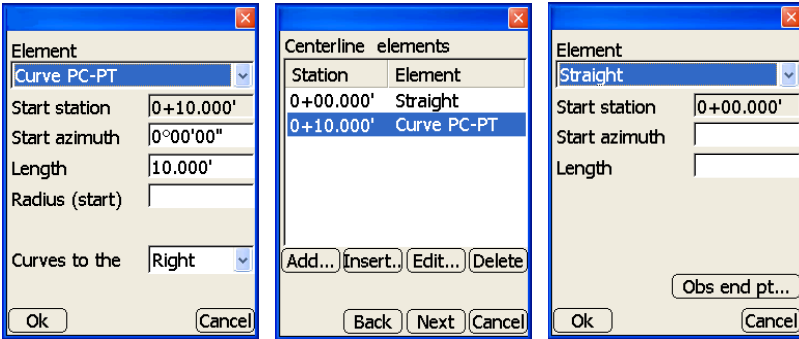 Element
Curve PC-PT
Start station 0+10.000'
Start azimuth 0°00'00"
Length 10.000'
Radius (start)
Curves to the Right
Ok Cancel
Centerline elements
Station Element
0+00.000' Straight
0+10.000' Curve PC-PT
Add... Insert.. Edit... Delete
Back Next Cancel
Element
Straight
Start station 0+00.000'
Start azimuth
Length
Obs end pt...
Ok Cancel